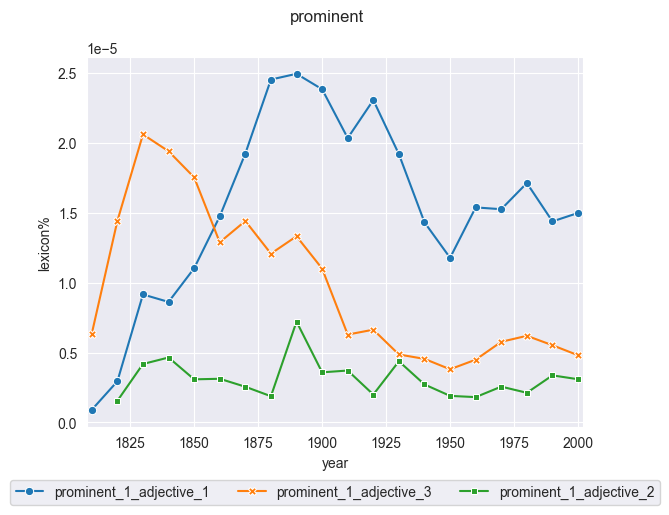 prominent
1e−5
2.5
2.0
1.5
1.0
0.5
0.0
lexicon%
1825 1850 1875 1900 1925 1950 1975 2000
year
prominent_1_adjective_1 prominent_1_adjective_3 prominent_1_adjective_2